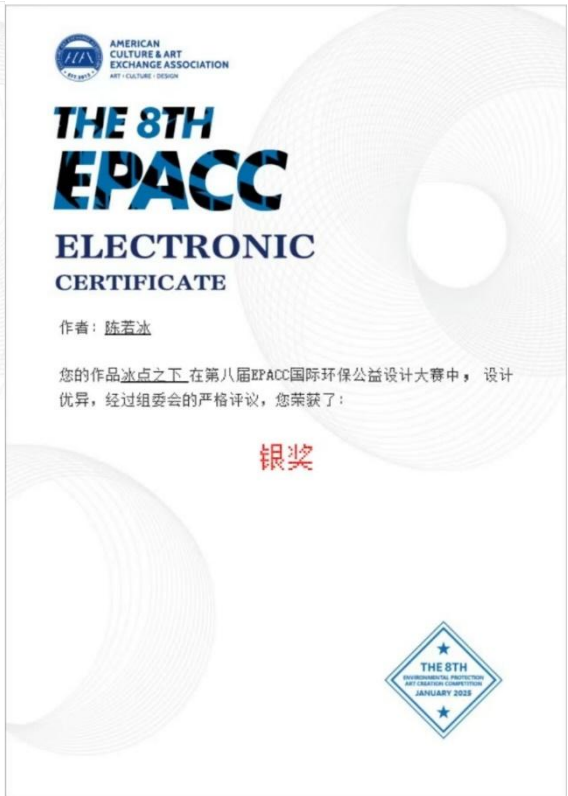 AMERICAN
CULTURE & ART
EXCHANGE ASSOCIATION
ART • CULTURE • DESIGN
THE 8TH
EPACC
ELECTRONIC
CERTIFICATE
作者：陈若冰
您的作品冰点之下 在第八届EPACC国际环保公益设计大赛中，设计
优异，经过组委会的严格评议，您荣获了：
银奖
THE 8TH
ENVIRONMENTAL PROTECTION
ART CREATION COMPETITION
JANUARY 2025